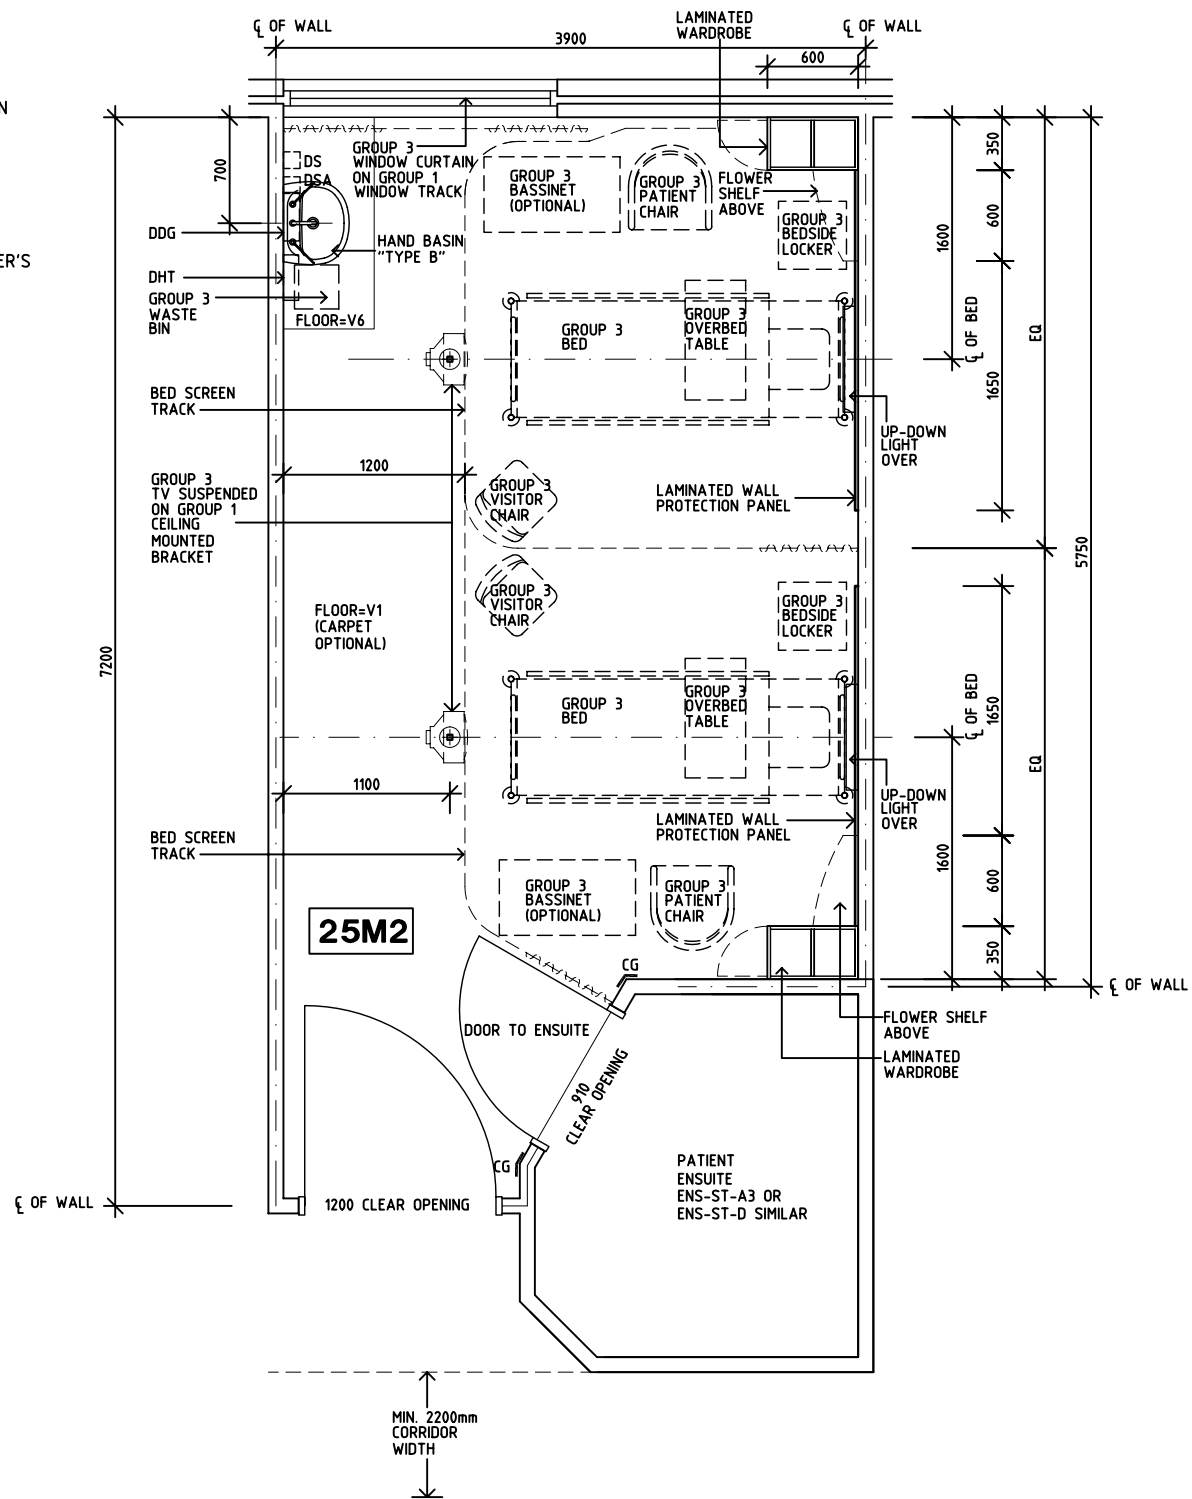 ℄ OF WALL
LAMINATED
WARDROBE
℄ OF WALL
3900
600
N
700
DS
DSA
GROUP 3
WINDOW CURTAIN
ON GROUP 1
WINDOW TRACK
GROUP 3
BASSINET
(OPTIONAL)
GROUP 3
PATIENT
CHAIR
FLOWER
SHELF
ABOVE
GROUP 3
BEDSIDE
LOCKER
350
600
1600
DDG
HAND BASIN
"TYPE B"
ER'S
DHT
GROUP 3
WASTE
BIN
FLOOR=V6
GROUP 3
BED
GROUP 3
OVERBED
TABLE
℄ OF BED
EQ
1650
BED SCREEN
TRACK
UP-DOWN
LIGHT
OVER
1200
GROUP 3
TV SUSPENDED
ON GROUP 1
CEILING
MOUNTED
BRACKET
GROUP 3
VISITOR
CHAIR
LAMINATED WALL
PROTECTION PANEL
5750
GROUP 3
VISITOR
CHAIR
GROUP 3
BEDSIDE
LOCKER
FLOOR=V1
(CARPET
OPTIONAL)
7200
GROUP 3
BED
GROUP 3
OVERBED
TABLE
℄ OF BED
1650
EQ
1100
UP-DOWN
LIGHT
OVER
BED SCREEN
TRACK
LAMINATED WALL
PROTECTION PANEL
1600
600
350
GROUP 3
BASSINET
(OPTIONAL)
GROUP 3
PATIENT
CHAIR
25M2
CG
℄ OF WALL
DOOR TO ENSUITE
FLOWER SHELF
ABOVE
LAMINATED
WARDROBE
910
CLEAR OPENING
CG
PATIENT
ENSUITE
ENS-ST-A3 OR
ENS-ST-D SIMILAR
℄ OF WALL
1200 CLEAR OPENING
MIN. 2200mm
CORRIDOR
WIDTH